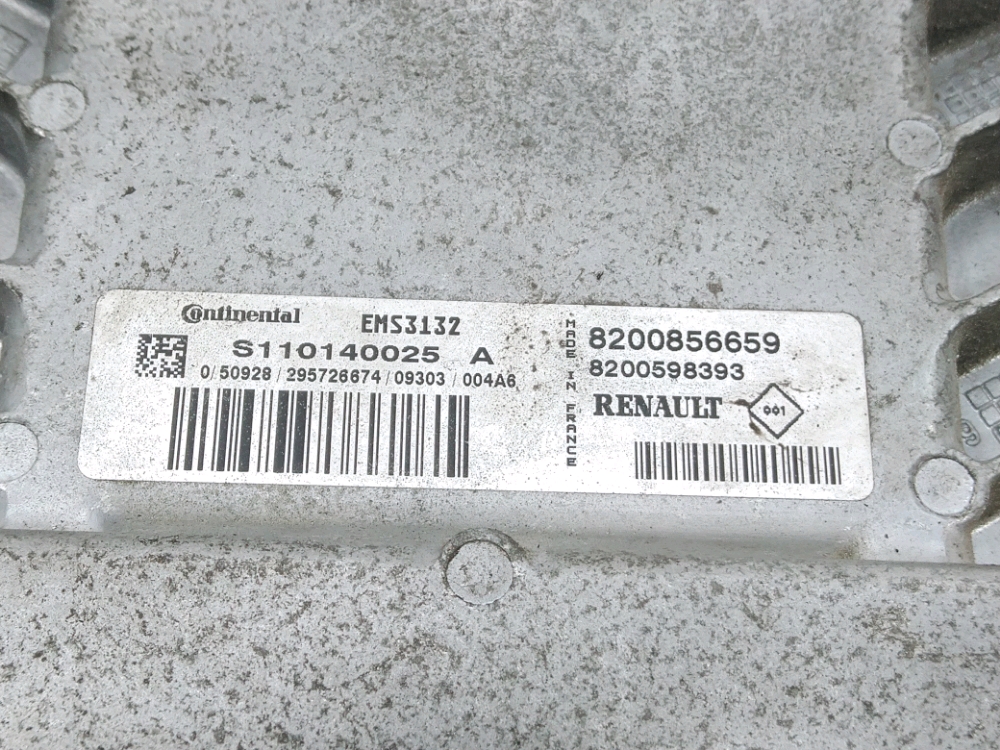 Continental EMS3132
S110140025 A
0/50928/295726674/09303/004A6
MADE IN FRANCE
8200856659
8200598393
RENAULT 001